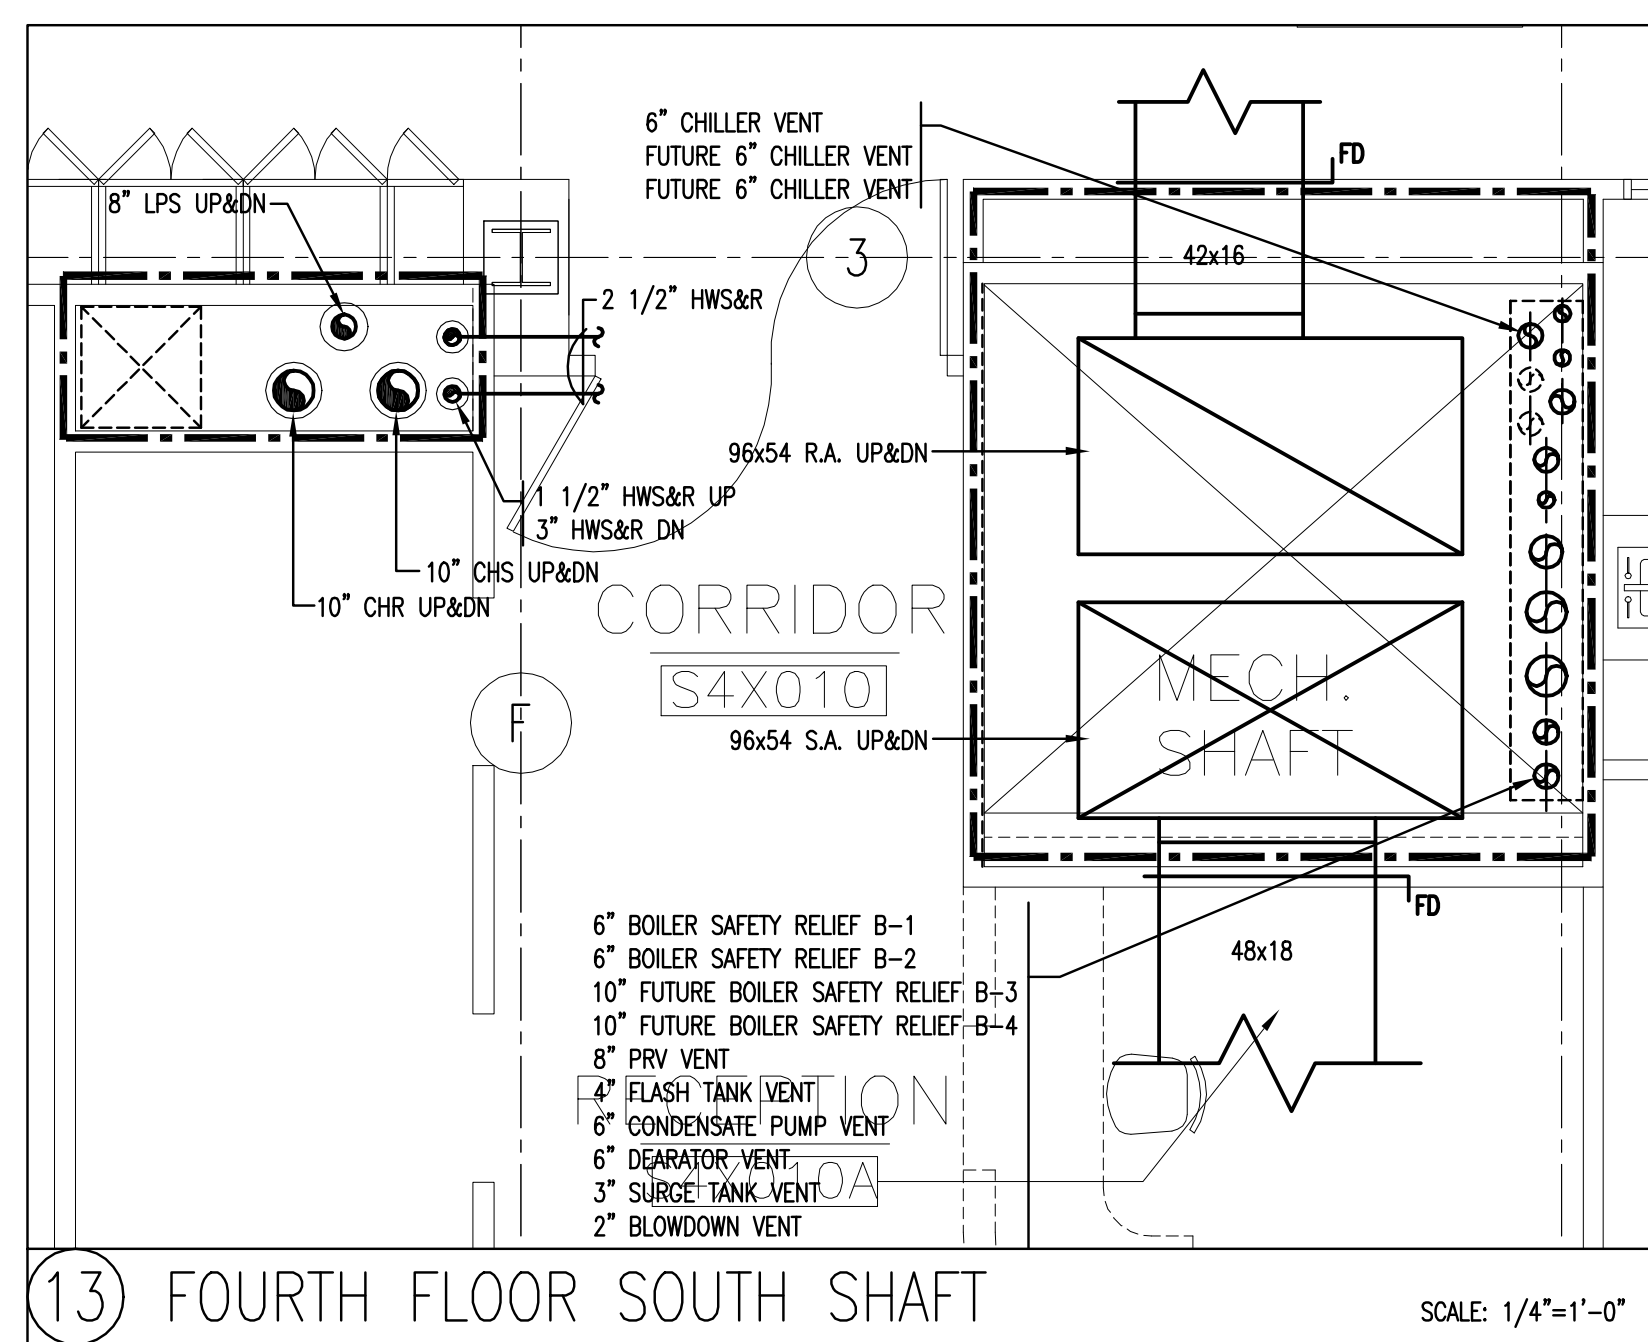 6" CHILLER VENT
FUTURE 6" CHILLER VENT
FUTURE 6" CHILLER VENT
FD
8" LPS UP&DN
3
42x16
2 1/2" HWS&R
96x54 R.A. UP&DN
1 1/2" HWS&R UP
3" HWS&R DN
10" CHS UP&DN
10" CHR UP&DN
CORRIDOR
S4X010
MECH.
SHAFT
F
96x54 S.A. UP&DN
FD
48x18
6" BOILER SAFETY RELIEF B-1
6" BOILER SAFETY RELIEF B-2
10" FUTURE BOILER SAFETY RELIEF B-3
10" FUTURE BOILER SAFETY RELIEF B-4
8" PRV VENT
4" FLASH TANK VENT
6" CONDENSATE PUMP VENT
6" DEARATOR VENT
3" SURGE TANK VENT
2" BLOWDOWN VENT
RECEPTION
S4X010A
13 FOURTH FLOOR SOUTH SHAFT
SCALE: 1/4"=1'-0"